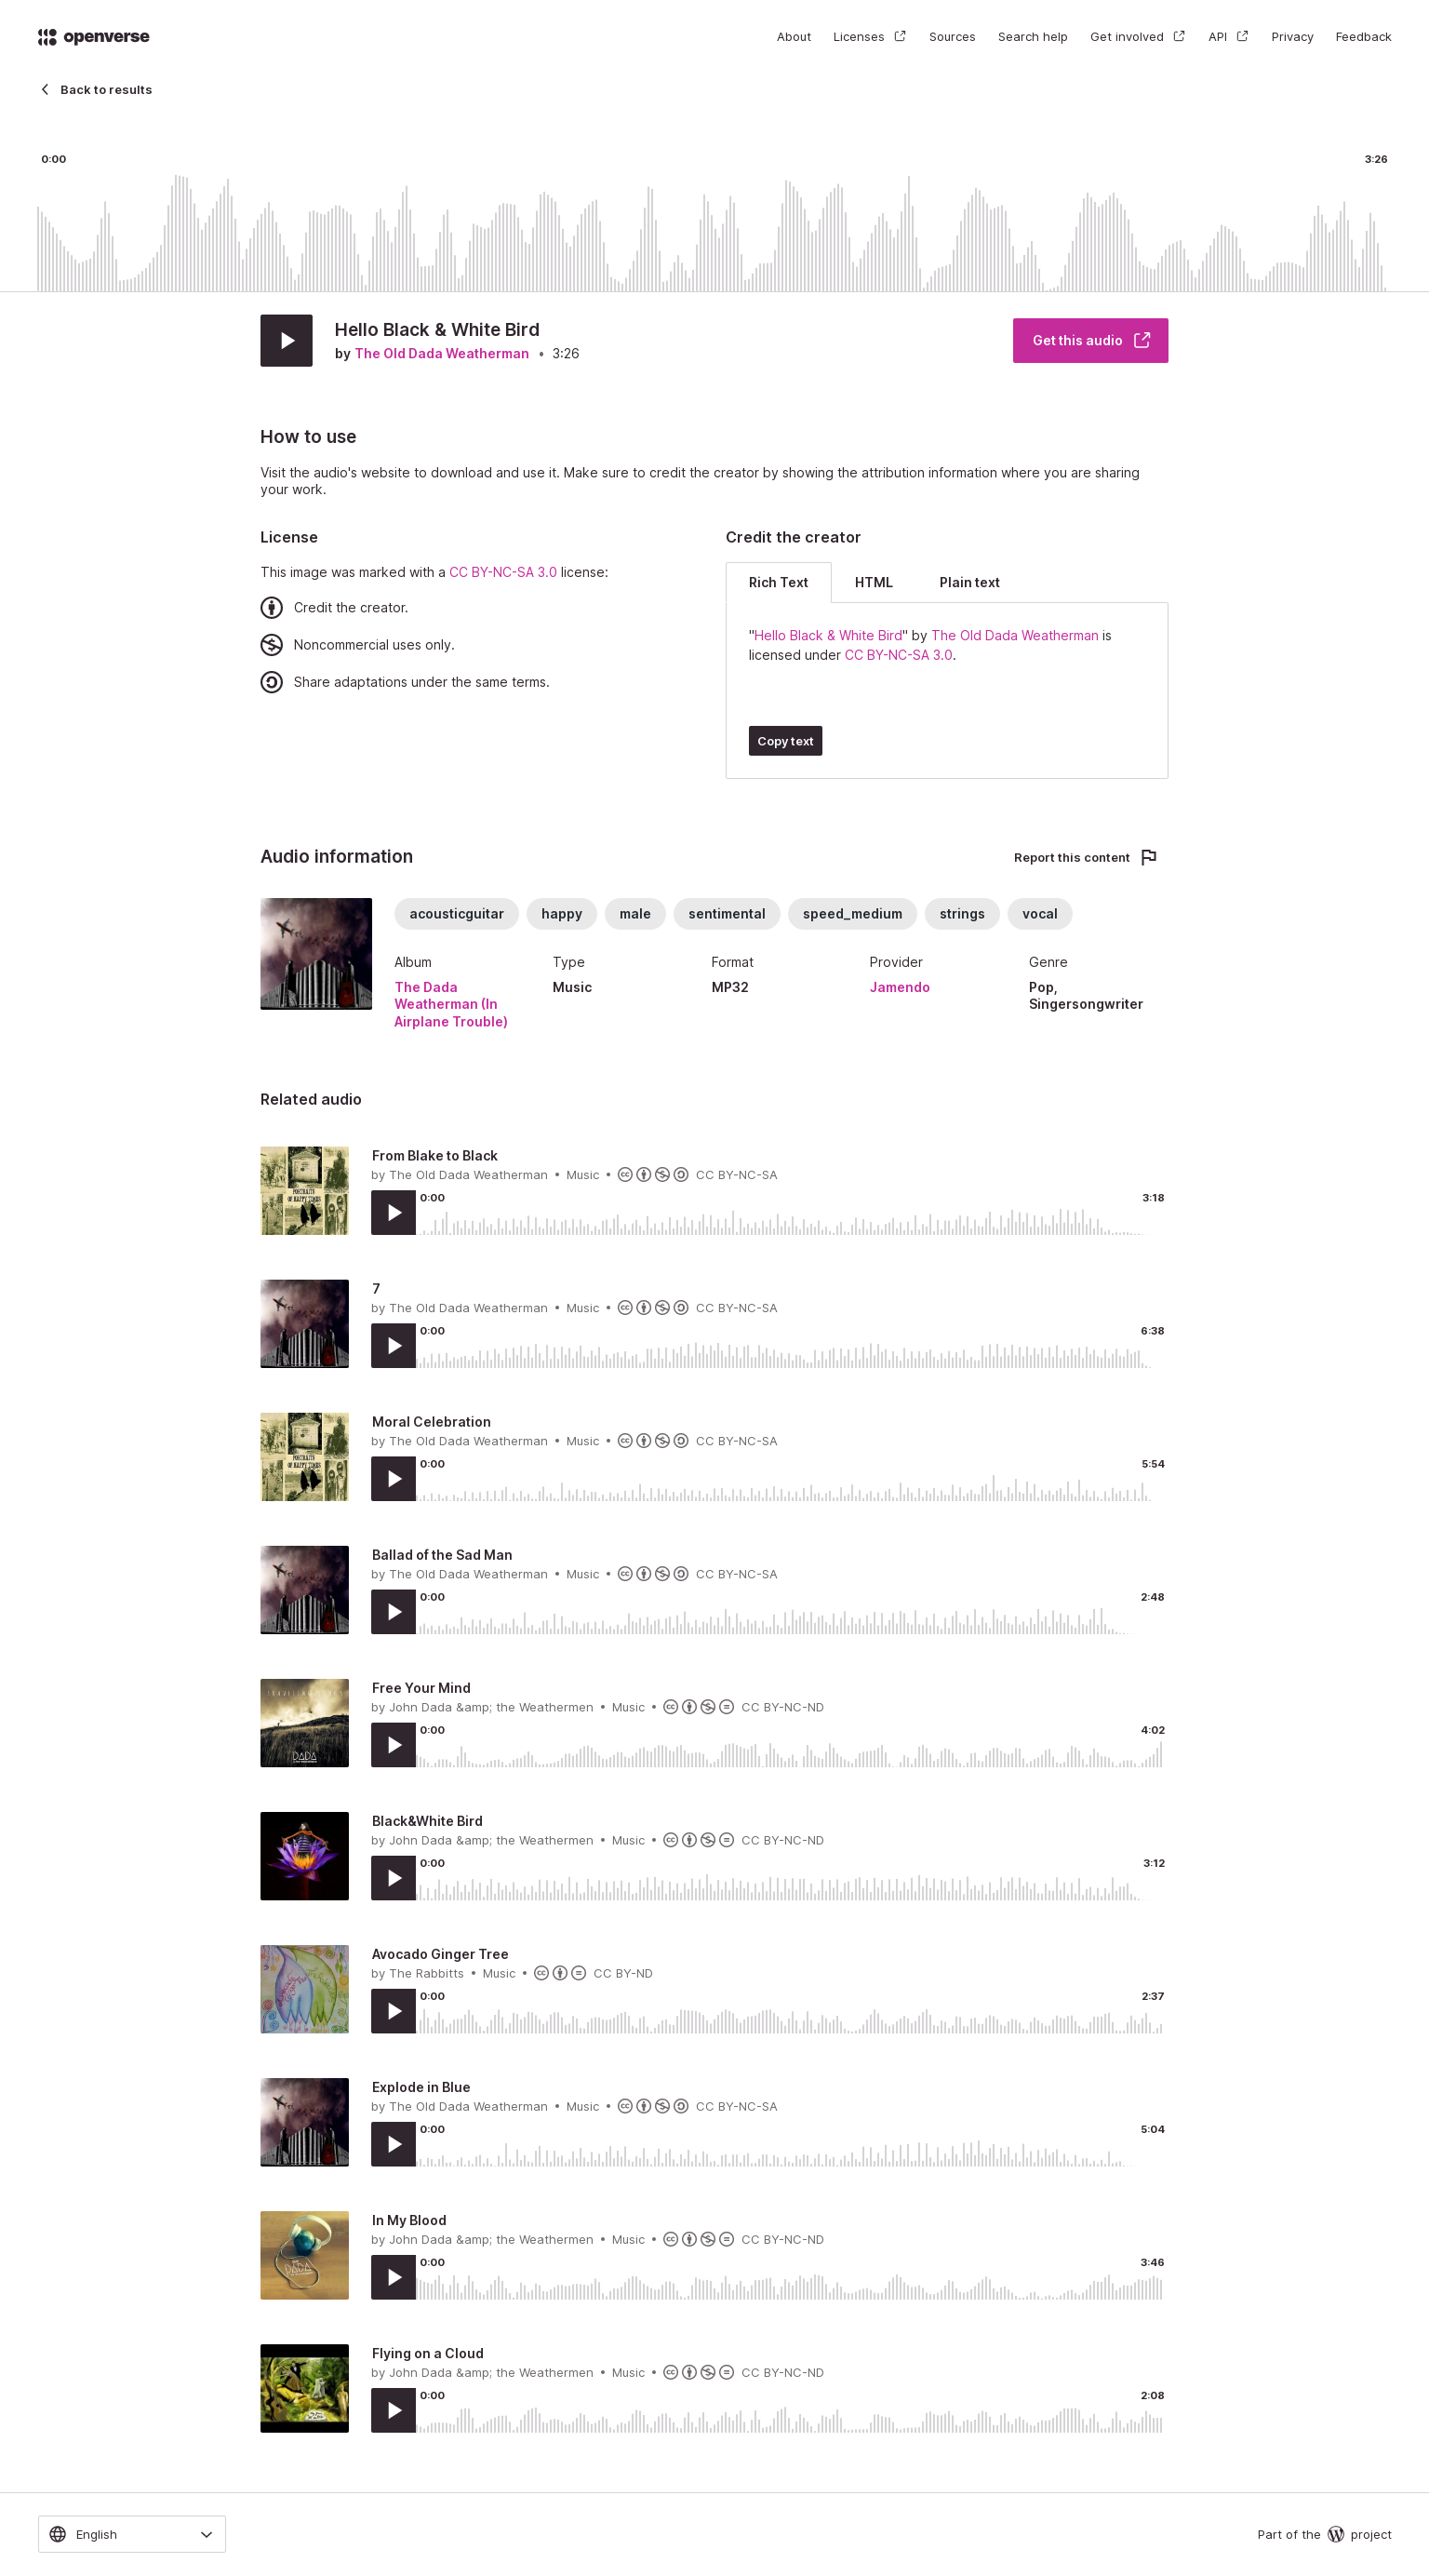 openverse
About Licenses Sources Search help Get involved API Privacy Feedback
Back to results
0:00 3:26
Hello Black & White Bird
by The Old Dada Weatherman • 3:26
Get this audio
How to use
Visit the audio's website to download and use it. Make sure to credit the creator by showing the attribution information where you are sharing
your work.
License
This image was marked with a CC BY-NC-SA 3.0 license:
Credit the creator.
Noncommercial uses only.
Share adaptations under the same terms.
Credit the creator
Rich Text HTML Plain text
"Hello Black & White Bird" by The Old Dada Weatherman is
licensed under CC BY-NC-SA 3.0.
Copy text
Audio information
Report this content
acousticguitar happy male sentimental speed_medium strings vocal
Album Type Format Provider Genre
The Dada
Weatherman (In
Airplane Trouble)
Music
MP32
Jamendo
Pop,
Singersongwriter
Related audio
From Blake to Black
by The Old Dada Weatherman • Music • CC BY-NC-SA
0:00 3:18
PORTRAITS
OF HAPPY TIMES
7
by The Old Dada Weatherman • Music • CC BY-NC-SA
0:00 6:38
Moral Celebration
by The Old Dada Weatherman • Music • CC BY-NC-SA
0:00 5:54
PORTRAITS
OF HAPPY TIMES
Ballad of the Sad Man
by The Old Dada Weatherman • Music • CC BY-NC-SA
0:00 2:48
Free Your Mind
by John Dada &amp; the Weathermen • Music • CC BY-NC-ND
0:00 4:02
DADA
Black&White Bird
by John Dada &amp; the Weathermen • Music • CC BY-NC-ND
0:00 3:12
Avocado Ginger Tree
by The Rabbitts • Music • CC BY-ND
0:00 2:37
Explode in Blue
by The Old Dada Weatherman • Music • CC BY-NC-SA
0:00 5:04
In My Blood
by John Dada &amp; the Weathermen • Music • CC BY-NC-ND
0:00 3:46
DADA
Flying on a Cloud
by John Dada &amp; the Weathermen • Music • CC BY-NC-ND
0:00 2:08
English
Part of the project